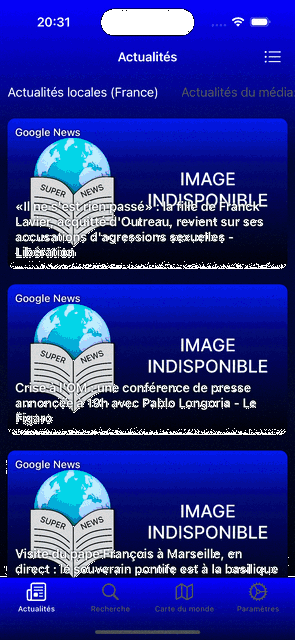 20:31
Actualités
Actualités locales (France) Actualités du média:
Google News
IMAGE
INDISPONIBLE
SUPER NEWS
«Il ne s'est rien passé» : la fille de Franck
Lavier, acquitté d'Outreau, revient sur ses
accusations d'agressions sexuelles -
Libération
Google News
IMAGE
INDISPONIBLE
SUPER NEWS
Crise à l'OM : une conférence de presse
annoncée à 19h avec Pablo Longoria - Le
Figaro
Google News
IMAGE
INDISPONIBLE
SUPER NEWS
Visite du pape François à Marseille, en
direct : le souverain pontife est à la basilique
Actualités Recherche Carte du monde Paramètres